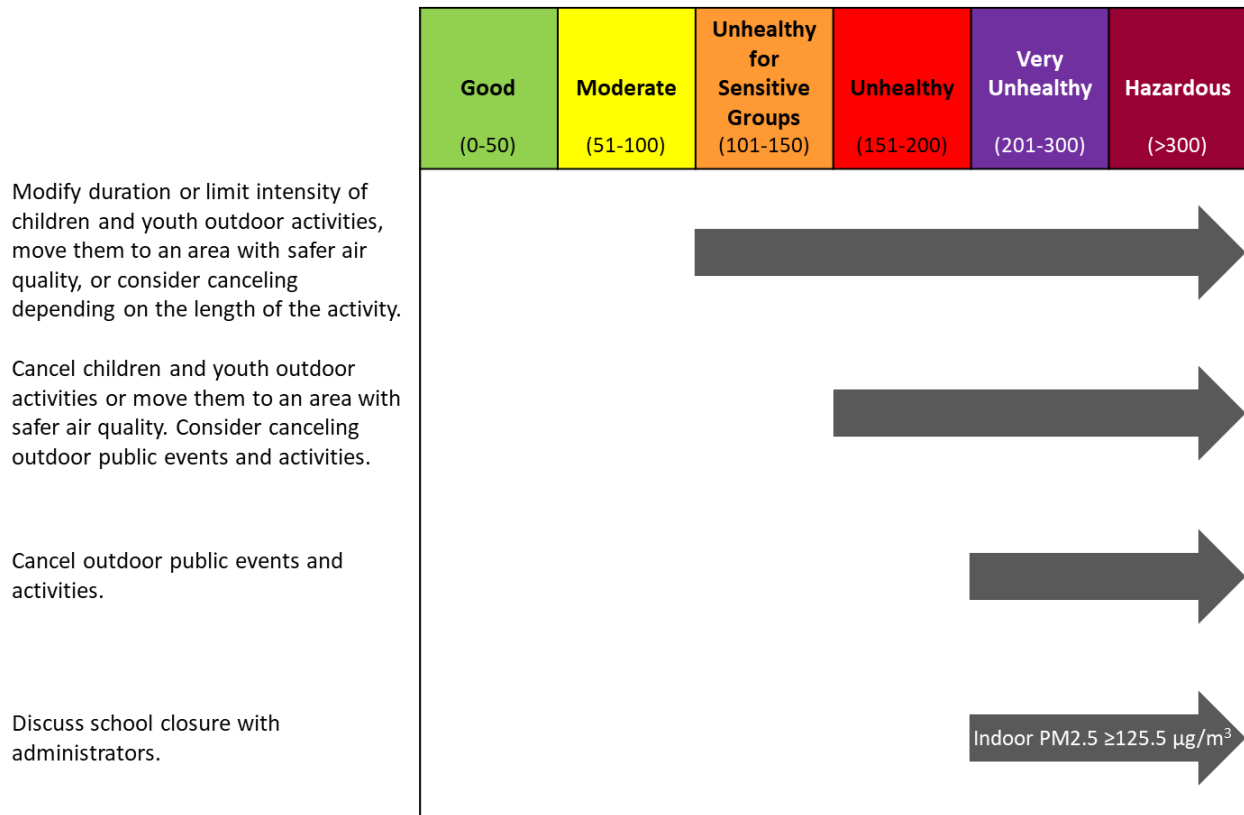 Good
(0-50)
Moderate
(51-100)
Unhealthy
for
Sensitive
Groups
(101-150)
Unhealthy
(151-200)
Very
Unhealthy
(201-300)
Hazardous
(>300)
Modify duration or limit intensity of
children and youth outdoor activities,
move them to an area with safer air
quality, or consider canceling
depending on the length of the activity.
Cancel children and youth outdoor
activities or move them to an area with
safer air quality. Consider canceling
outdoor public events and activities.
Cancel outdoor public events and
activities.
Discuss school closure with
administrators.
Indoor PM2.5 ≥125.5 µg/m³